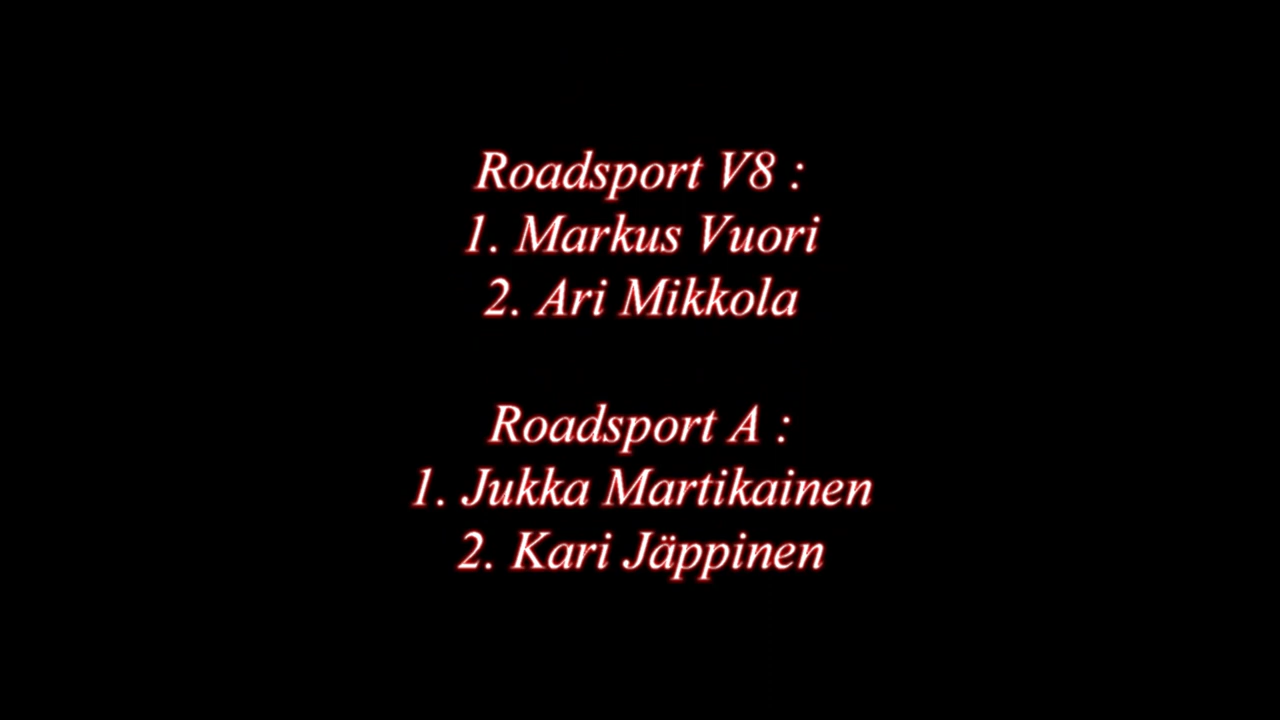 Roadsport V8 :
1. Markus Vuori
2. Ari Mikkola
Roadsport A :
1. Jukka Martikainen
2. Kari Jäppinen